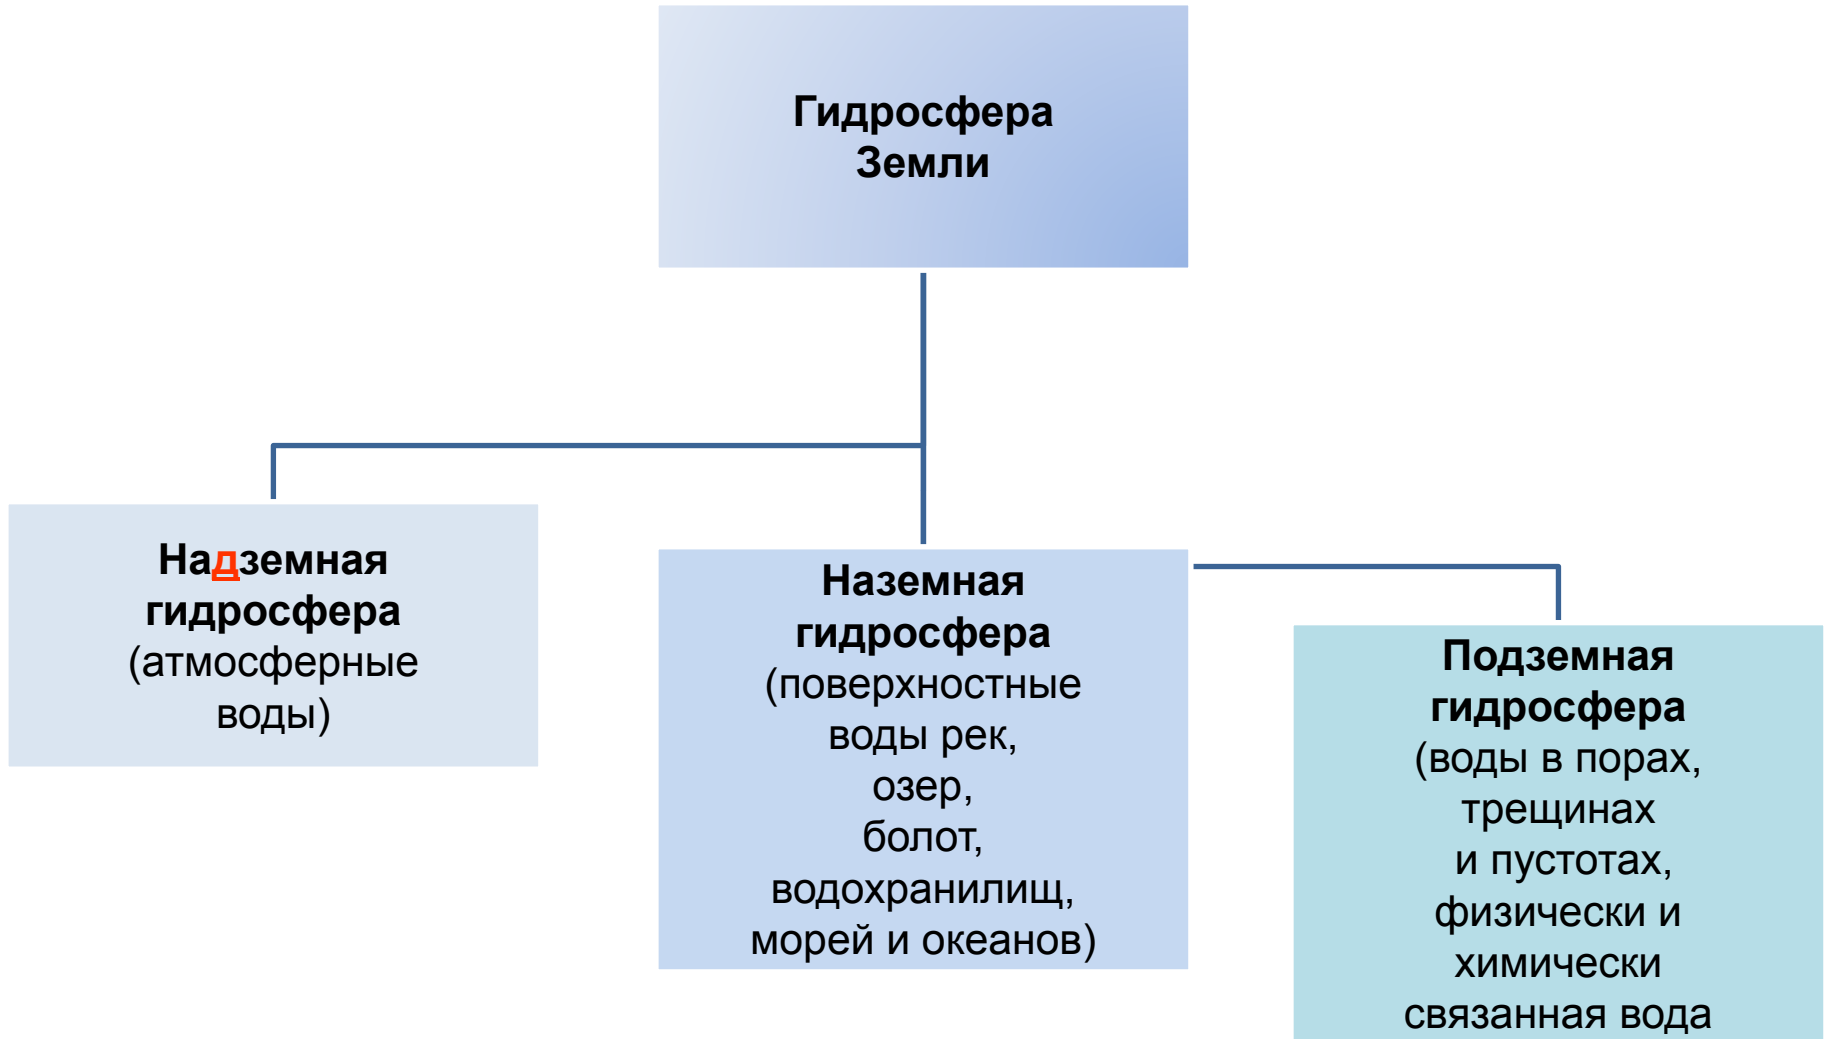 Гидросфера
Земли
Надземная
гидросфера
(атмосферные
воды)
Наземная
гидросфера
(поверхностные
воды рек,
озер,
болот,
водохранилищ,
морей и океанов)
Подземная
гидросфера
(воды в порах,
трещинах
и пустотах,
физически и
химически
связанная вода